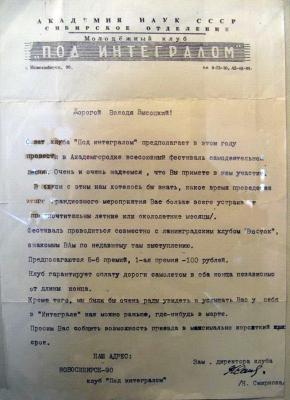 АКАДЕМИЯ НАУК СССР
СИБИРСКОЕ ОТДЕЛЕНИЕ
Молодёжный клуб
"ПОД ИНТЕГРАЛОМ"
г. Новосибирск, 90.
Дорогой Володя Высоцкий!
Совет клуба "Под интегралом" предполагает в этом году
провести в Академгородке всесоюзный фестиваль самодеятельной
песни. Очень и очень надеемся, что Вы примете в нем участие.
В связи с этим нам хотелось бы знать, какое время проведения
этого грандиозного мероприятия Вас больше всего устраивает
предпочтительны летние или окололетние месяцы/.
Фестиваль проводиться совместно с ленинградским клубом "Восток",
знакомым Вам по недавнему там выступлению.
Предполагаются 5-6 премий, 1-ая премия -100 рублей.
Клуб гарантирует оплату дороги самолетом в оба конца независимо
от длины конца.
Кроме того, мы были бы очень рады увидеть и услышать Вас у себя
в "Интеграле" как можно раньше, где-нибудь в марте.
Просим Вас сообщить возможность приезда в максимально короткий
срок.
НАШ АДРЕС:
НОВОСИБИРСК-90
клуб "Под интегралом"
Зам. директора клуба
/Н. Смирнова/